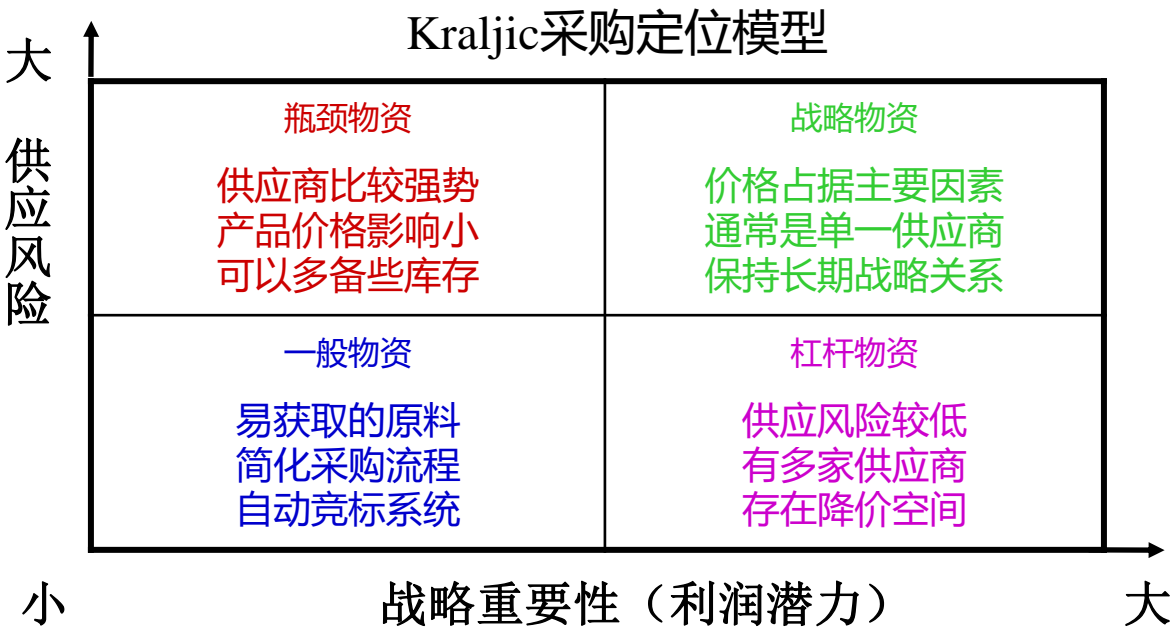 Kraljic采购定位模型
大
供应风险
瓶颈物资
供应商比较强势
产品价格影响小
可以多备些库存
战略物资
价格占据主要因素
通常是单一供应商
保持长期战略关系
一般物资
易获取的原料
简化采购流程
自动竞标系统
杠杆物资
供应风险较低
有多家供应商
存在降价空间
小
战略重要性（利润潜力）
大